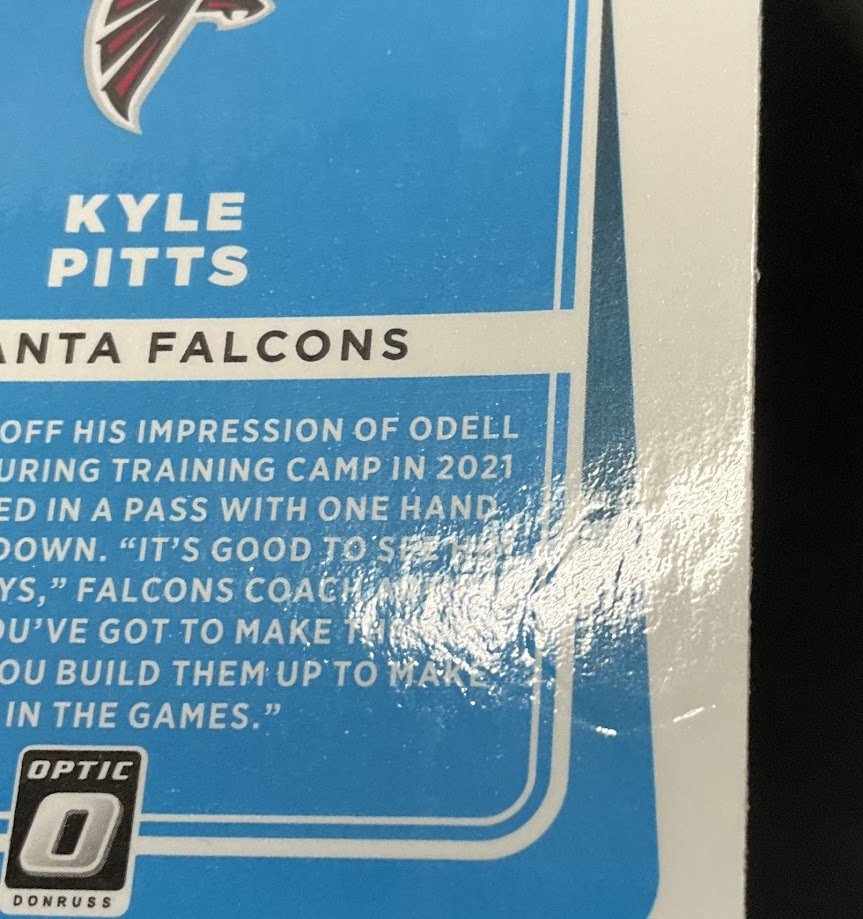 KYLE
PITTS
ANTA FALCONS
OFF HIS IMPRESSION OF ODELL
URING TRAINING CAMP IN 2021
ED IN A PASS WITH ONE HAND
DOWN. “IT’S GOOD TO SEE HIM
YS,” FALCONS COACH
OU’VE GOT TO MAKE
OU BUILD THEM UP TO MAKE
IN THE GAMES.”
OPTIC
O
DONRUSS